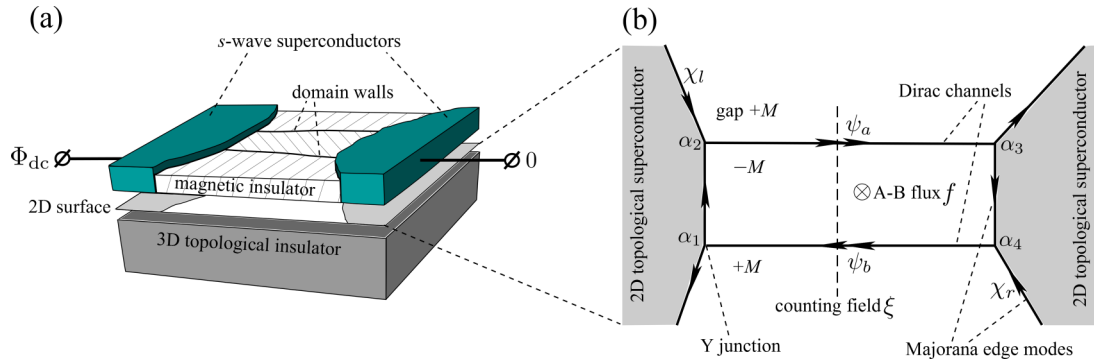 (a)
s-wave superconductors
domain walls
Φdc
0
magnetic insulator
2D surface
3D topological insulator
(b)
2D topological superconductor
χl
gap +M
ψa
Dirac channels
α2
−M
α3
⊗ A-B flux f
α1
α4
+M
ψb
χr
counting field ξ
Y junction
Majorana edge modes
2D topological superconductor